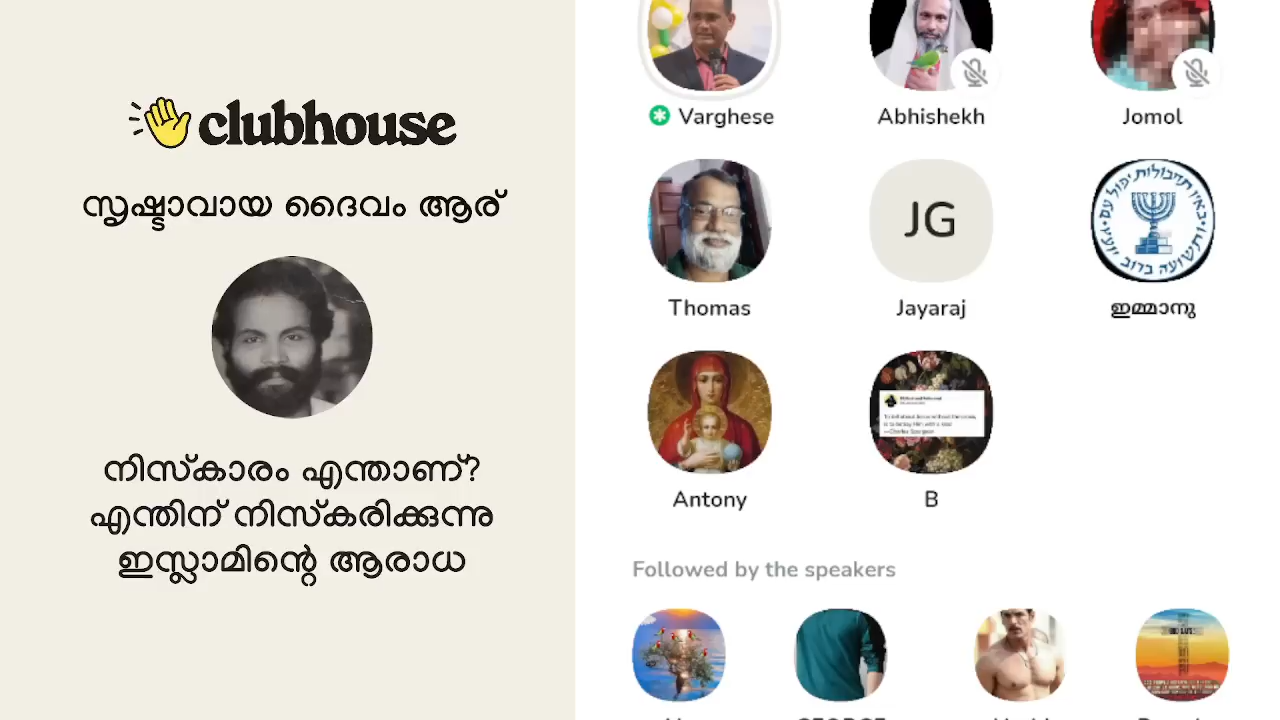 clubhouse
സൃഷ്ടാവായ ദൈവം ആര്
നിസ്കാരം എന്താണ്?
എന്തിന് നിസ്കരിക്കുന്നു
ഇസ്ലാമിന്റെ ആരാധ
Varghese
Abhishekh
Jomol
Thomas
JG
Jayaraj
ഇമ്മാനു
Antony
B
Followed by the speakers